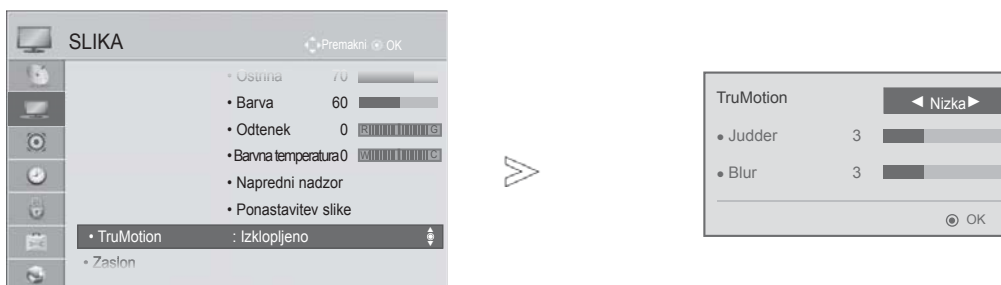 SLIKA Premakni OK
• Ostrina 70
• Barva 60
• Odtenek 0 R G
• Barvna temperatura 0 W C
• Napredni nadzor
• Ponastavitev slike
• TruMotion : Izklopljeno
• Zaslon
TruMotion ◄ Nizka ►
• Judder 3
• Blur 3
OK